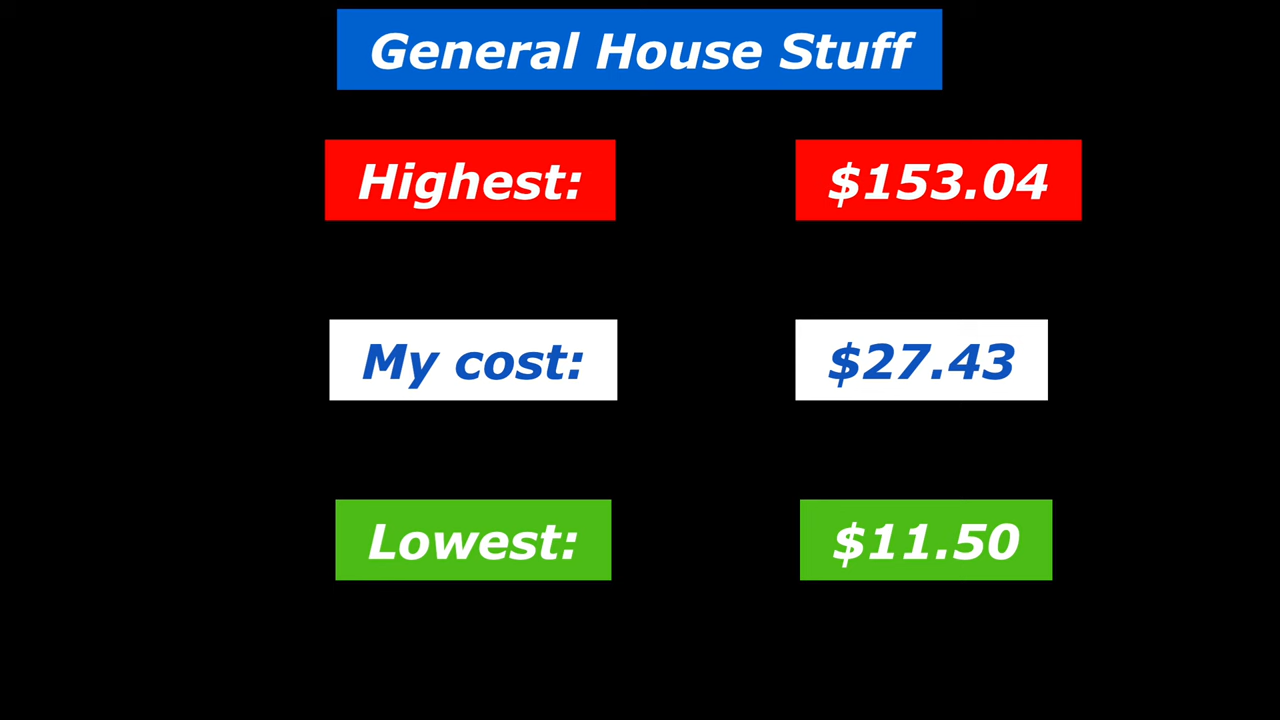 General House Stuff
Highest: $153.04
My cost: $27.43
Lowest: $11.50